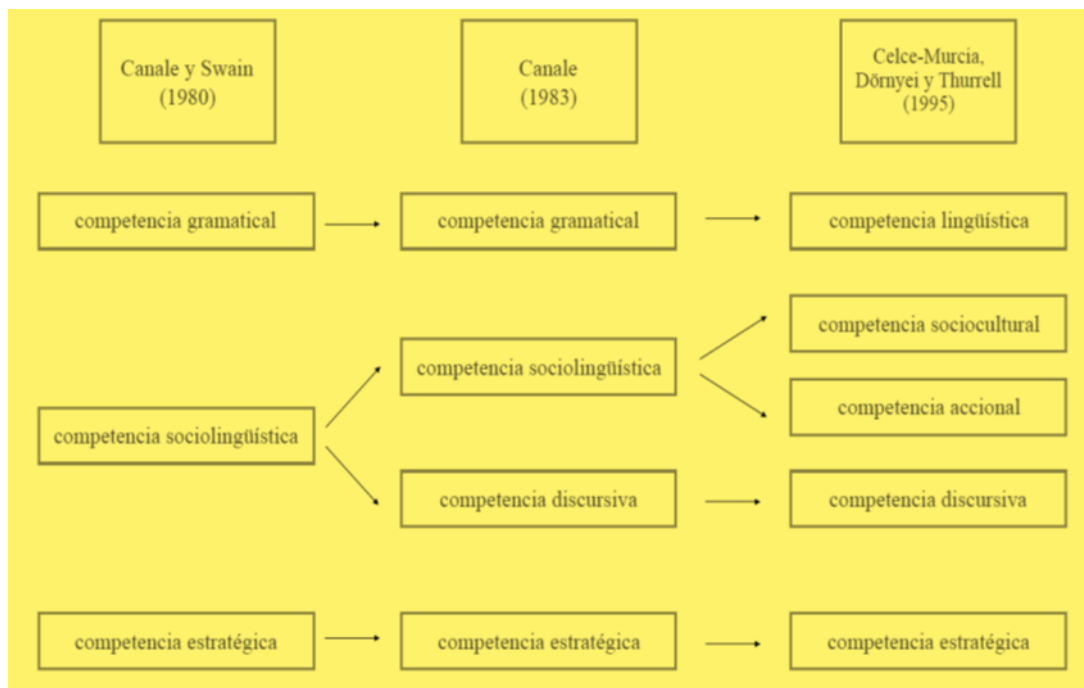 Canale y Swain
(1980)
Canale
(1983)
Celce-Murcia,
Dörnyei y Thurrell
(1995)
competencia gramatical
competencia gramatical
competencia lingüística
competencia sociocultural
competencia sociolingüística
competencia accional
competencia sociolingüística
competencia discursiva
competencia discursiva
competencia estratégica
competencia estratégica
competencia estratégica